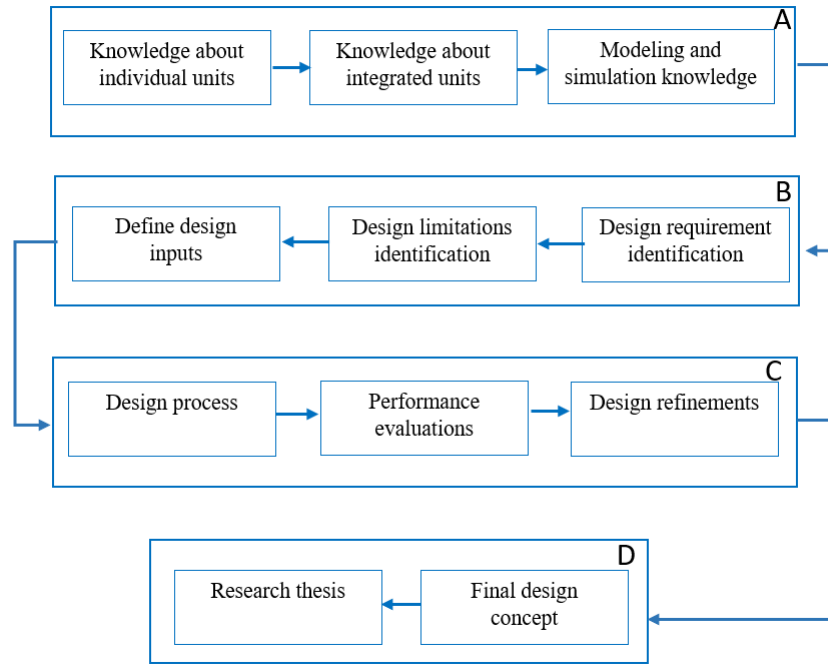 A
Knowledge about
individual units
Knowledge about
integrated units
Modeling and
simulation knowledge
B
Define design
inputs
Design limitations
identification
Design requirement
identification
C
Design process
Performance
evaluations
Design refinements
D
Research thesis
Final design
concept